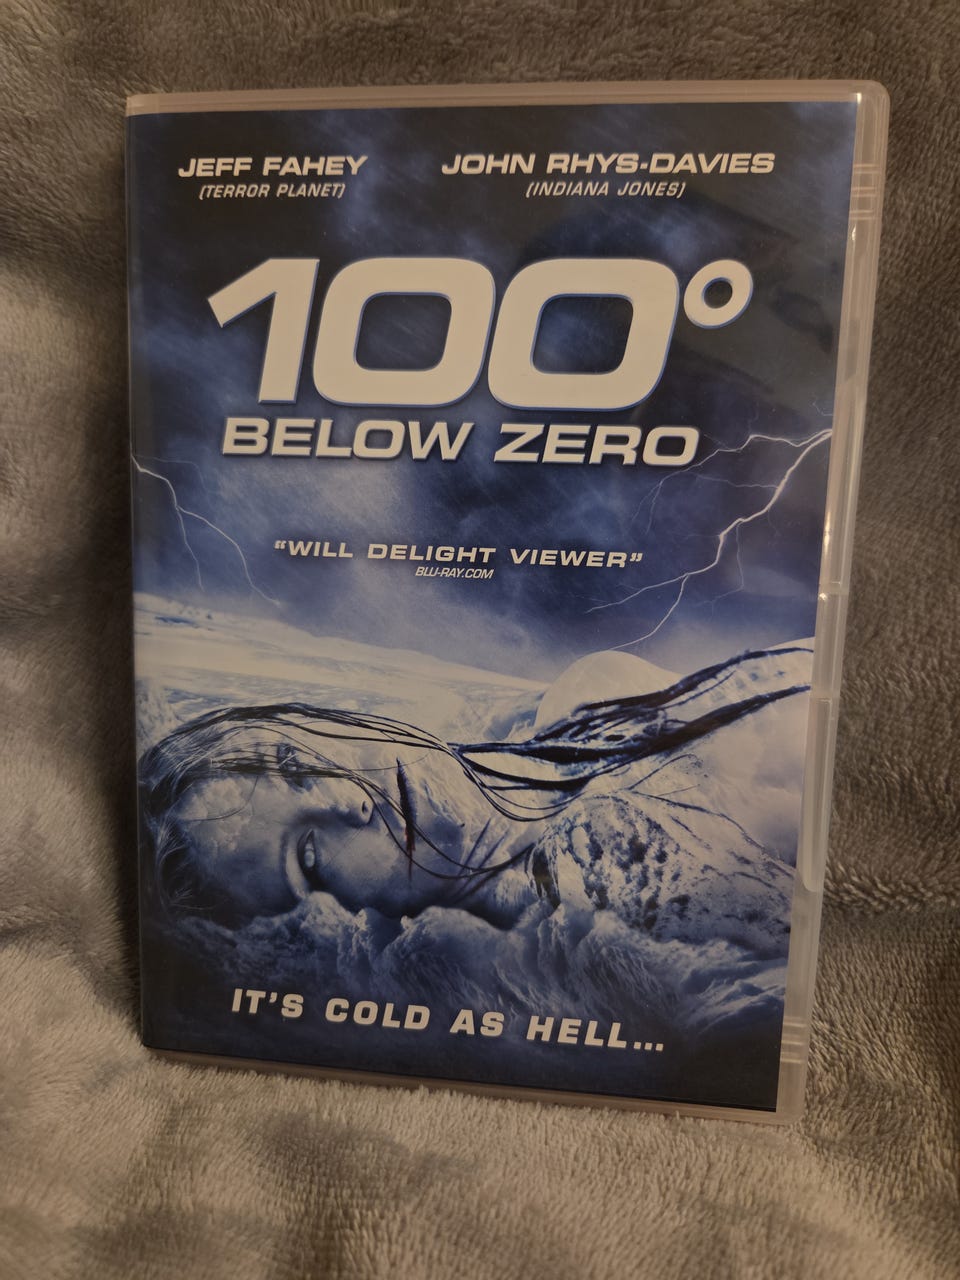 JEFF FAHEY JOHN RHYS-DAVIES
(TERROR PLANET) (INDIANA JONES)
100°
BELOW ZERO
“WILL DELIGHT VIEWER”
BLU-RAY.COM
IT'S COLD AS HELL...